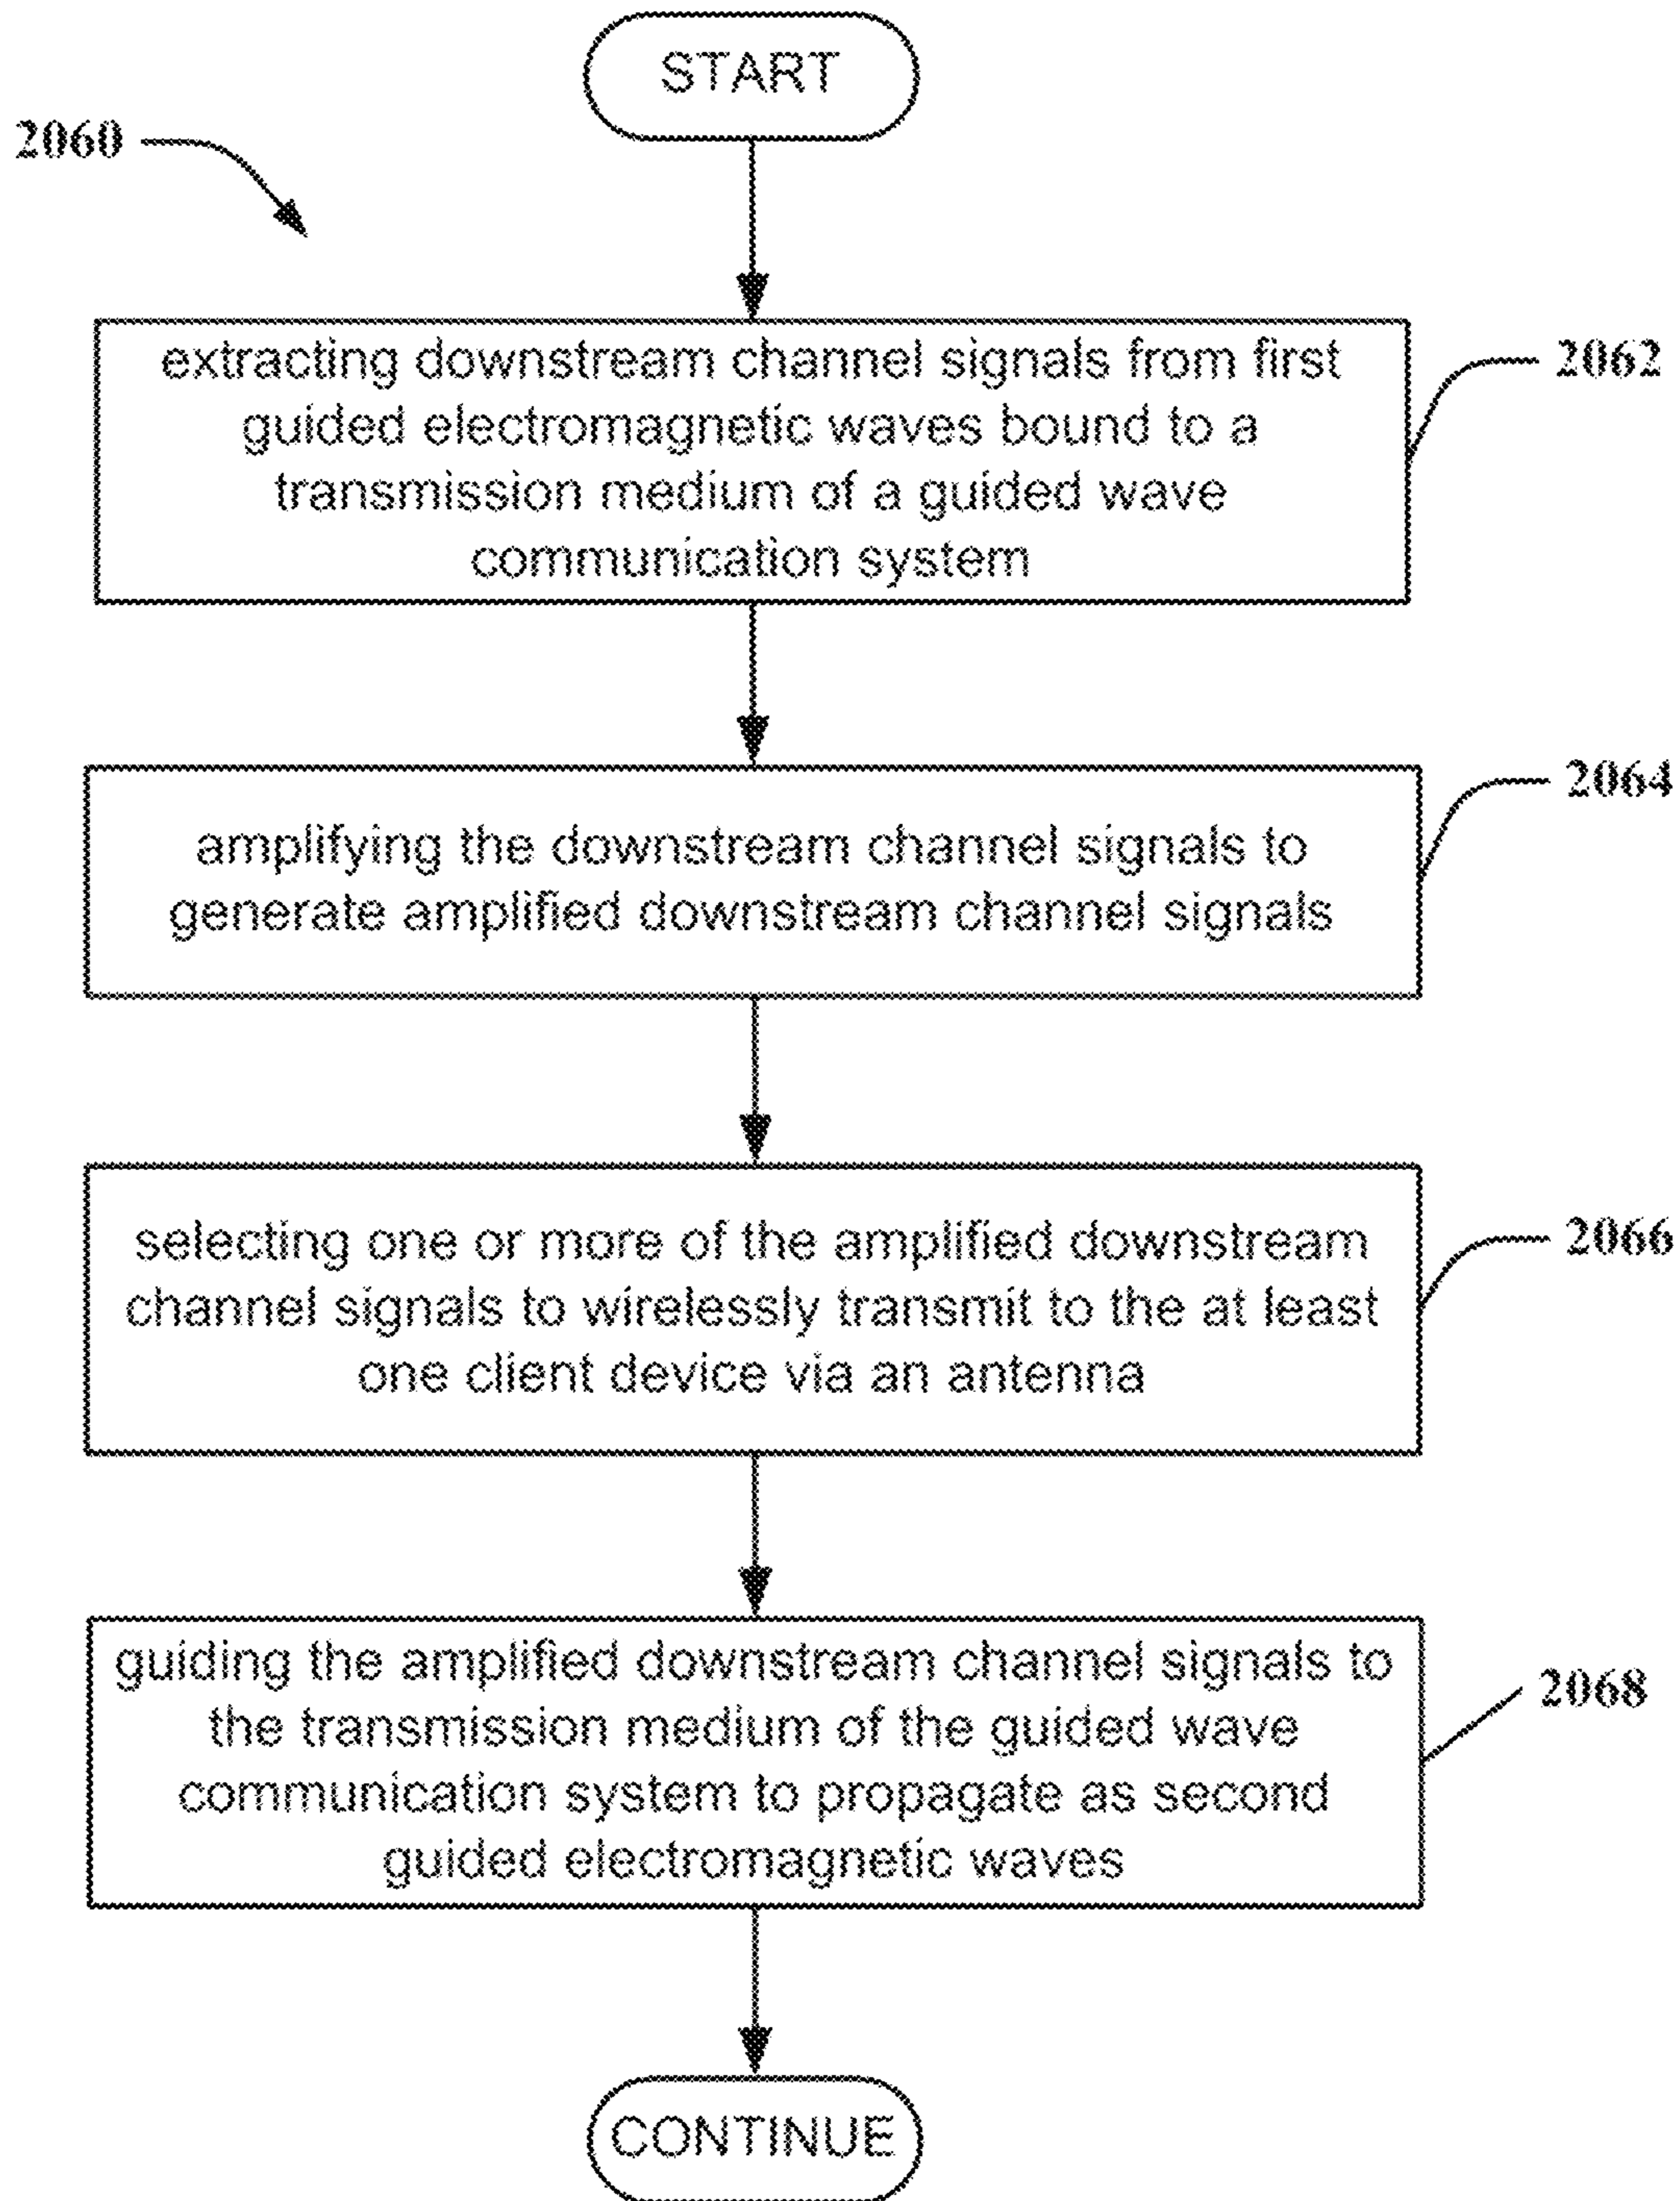 START
2060
extracting downstream channel signals from first
guided electromagnetic waves bound to a
transmission medium of a guided wave
communication system
2062
amplifying the downstream channel signals to
generate amplified downstream channel signals
2064
selecting one or more of the amplified downstream
channel signals to wirelessly transmit to the at least
one client device via an antenna
2066
guiding the amplified downstream channel signals to
the transmission medium of the guided wave
communication system to propagate as second
guided electromagnetic waves
2068
CONTINUE